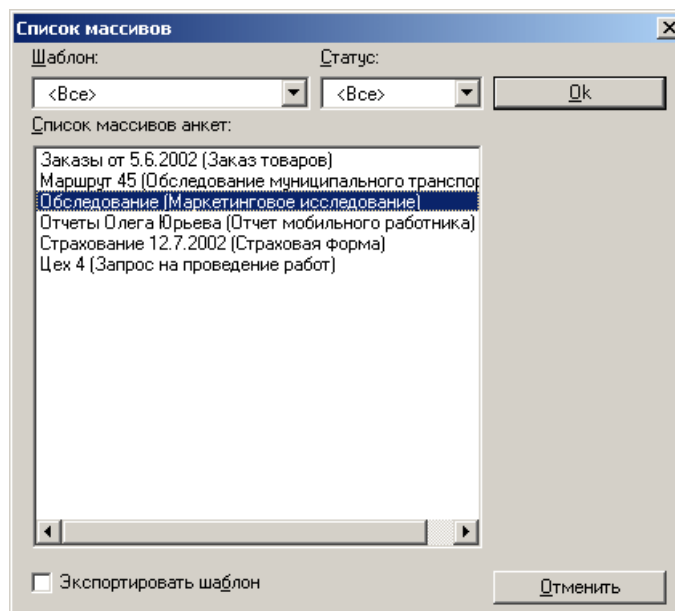 Список массивов
Шаблон: Статус:
<Все> <Все> Ok
Список массивов анкет:
Заказы от 5.6.2002 (Заказ товаров)
Маршрут 45 (Обследование муниципального транспор
Обследование (Маркетинговое исследование)
Отчеты Олега Юрьева (Отчет мобильного работника)
Страхование 12.7.2002 (Страховая форма)
Цех 4 (Запрос на проведение работ)
Экспортировать шаблон Отменить